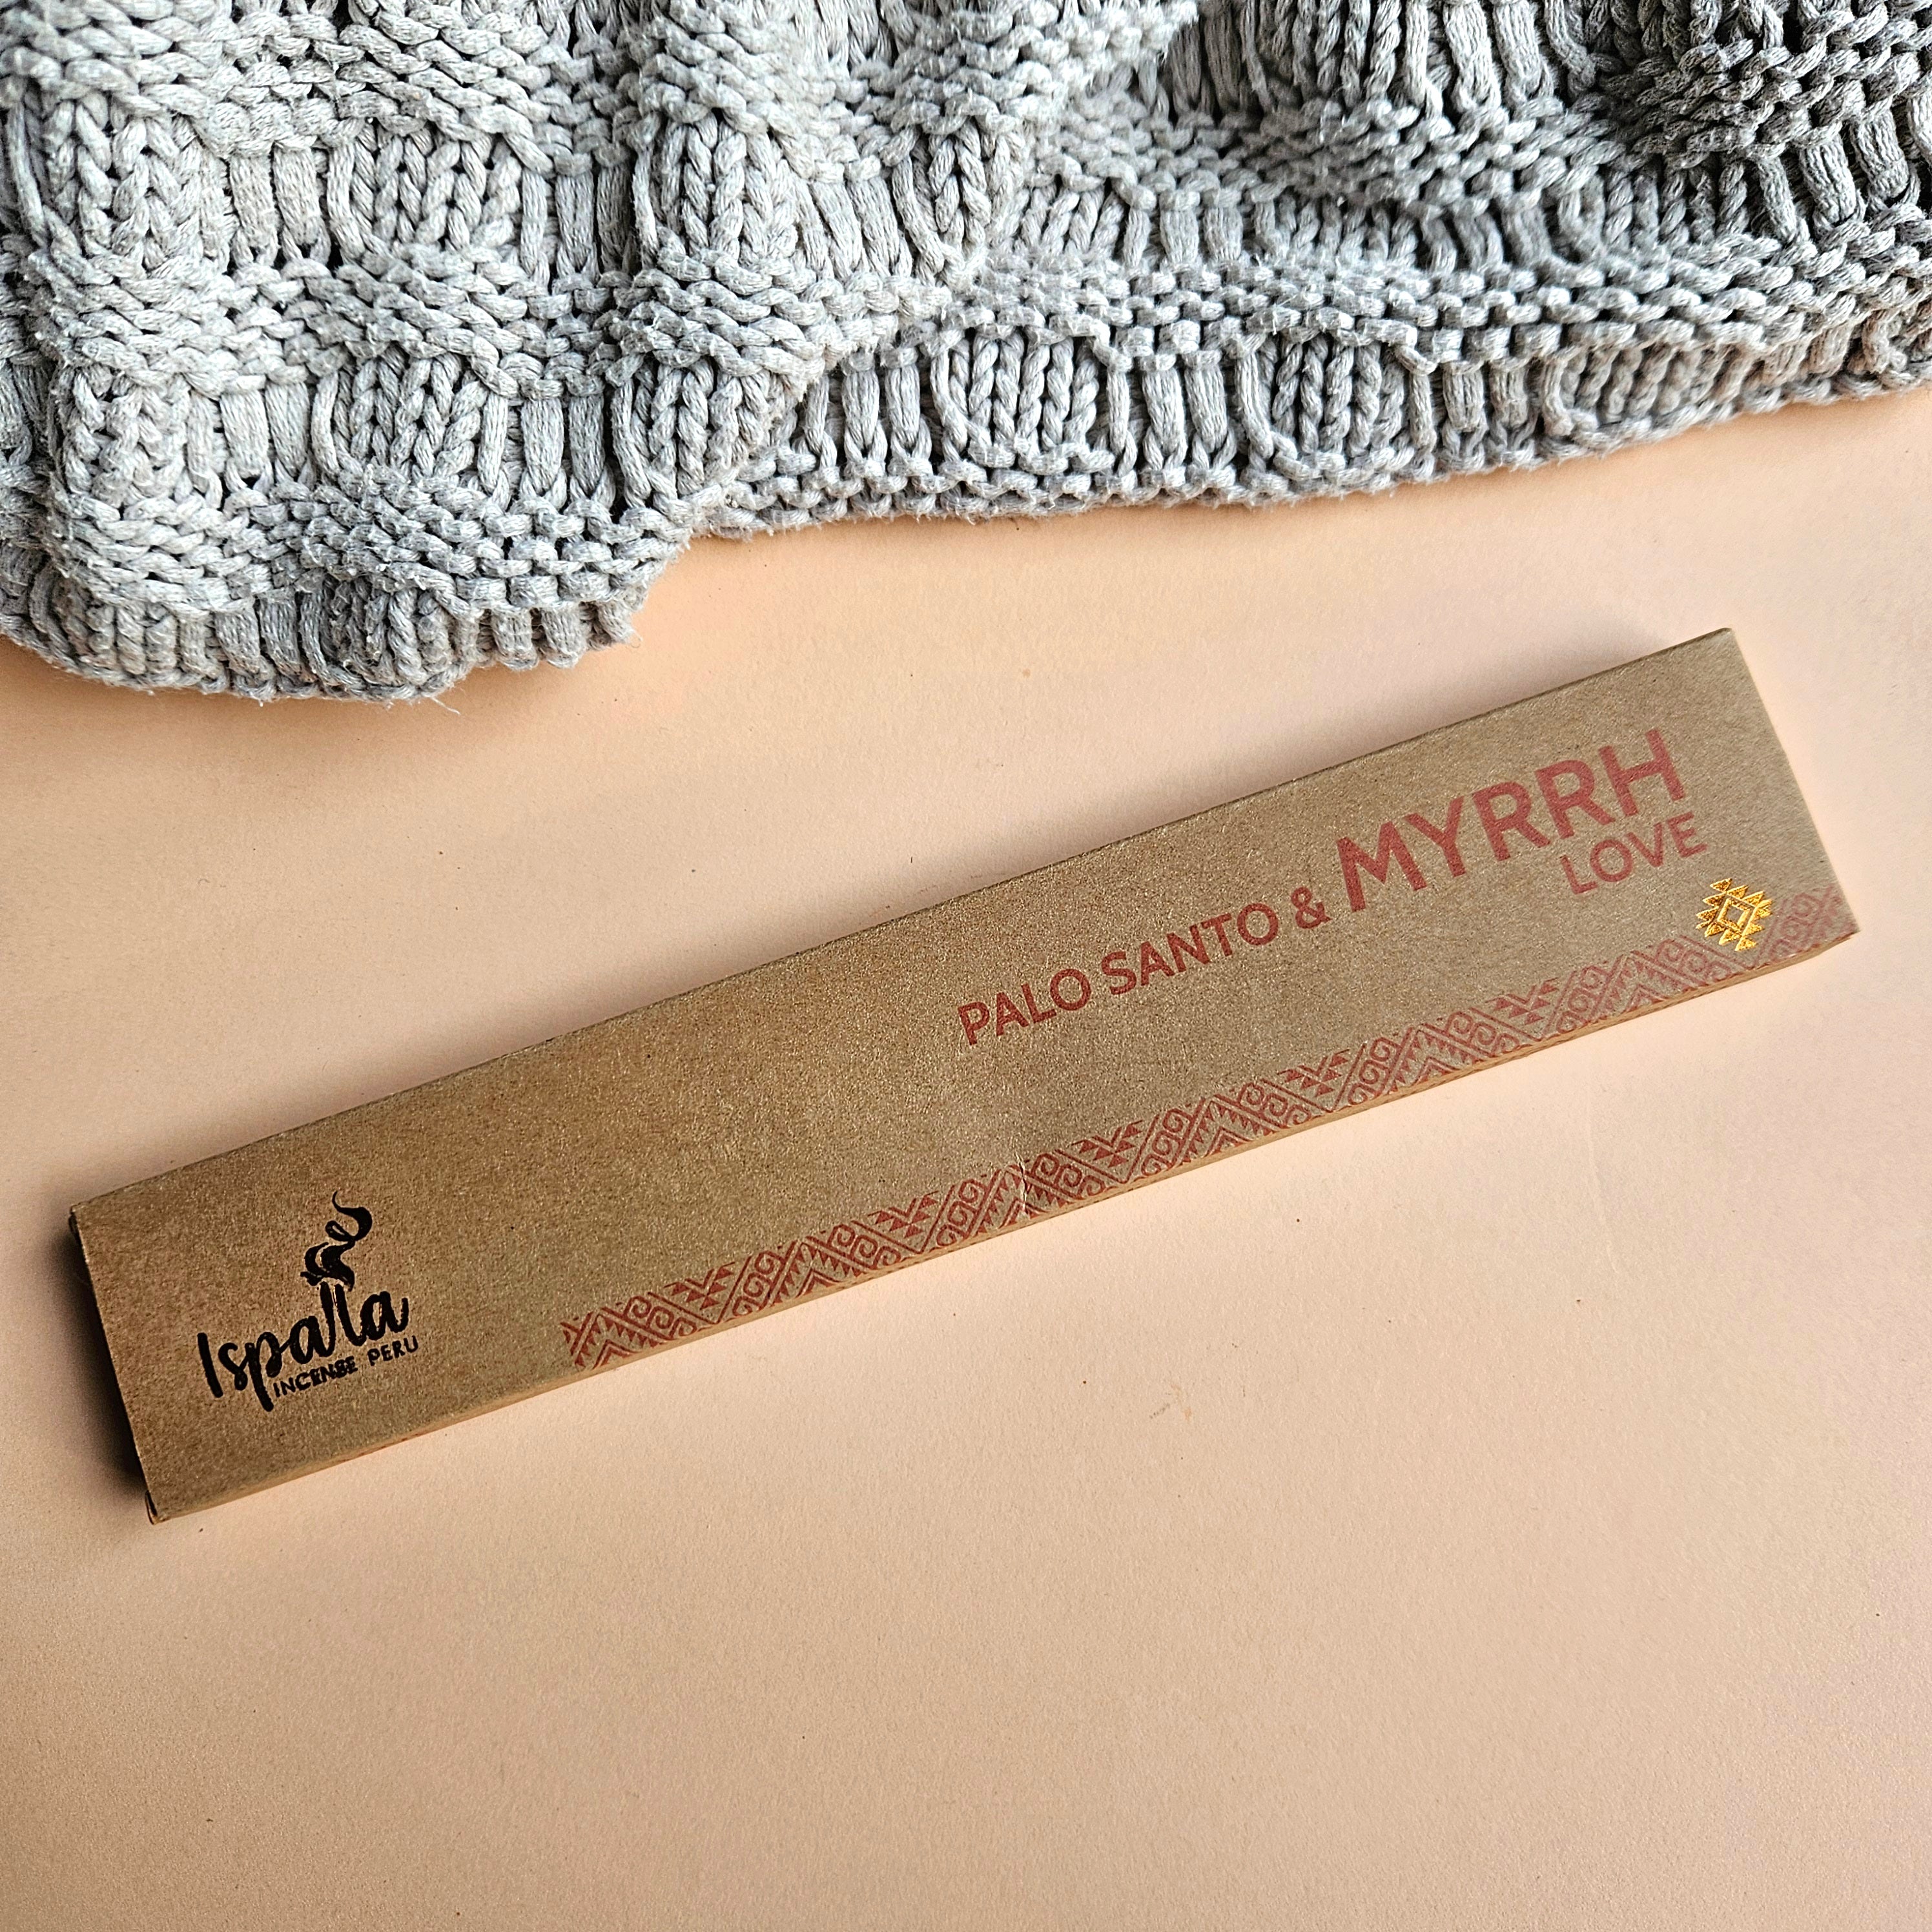 PALO SANTO & MYRRH
LOVE
Ispalla
INCENSE PERU